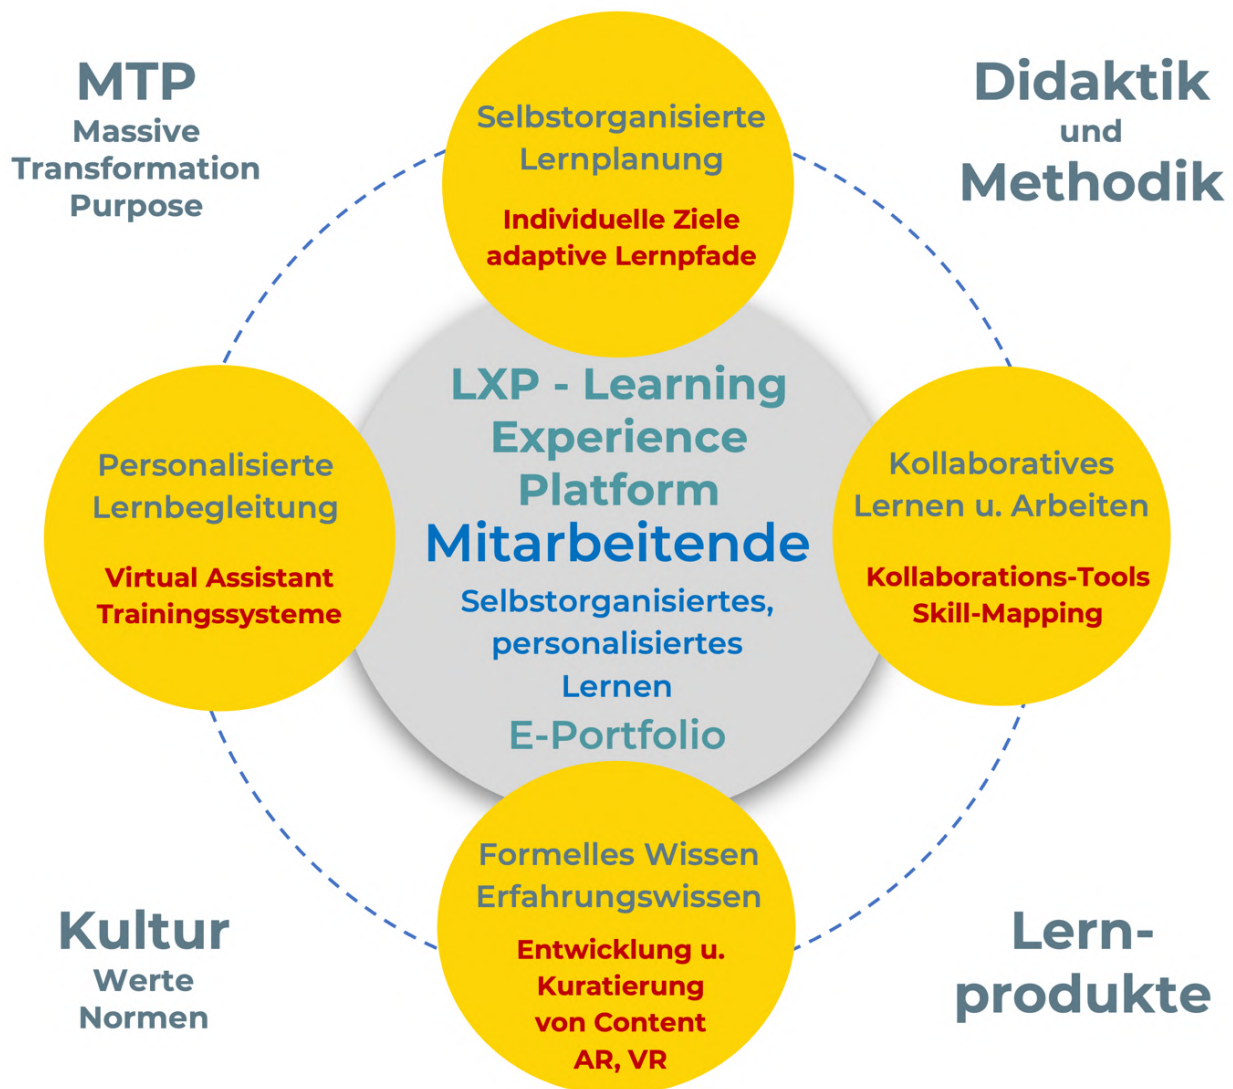 MTP
Massive
Transformation
Purpose
Didaktik
und
Methodik
Selbstorganisierte
Lernplanung
Individuelle Ziele
adaptive Lernpfade
LXP - Learning
Experience
Platform
Mitarbeitende
Selbstorganisiertes,
personalisiertes
Lernen
E-Portfolio
Personalisierte
Lernbegleitung
Virtual Assistant
Trainingssysteme
Kollaboratives
Lernen u. Arbeiten
Kollaborations-Tools
Skill-Mapping
Formelles Wissen
Erfahrungswissen
Entwicklung u.
Kuratierung
von Content
AR, VR
Kultur
Werte
Normen
Lern-
produkte